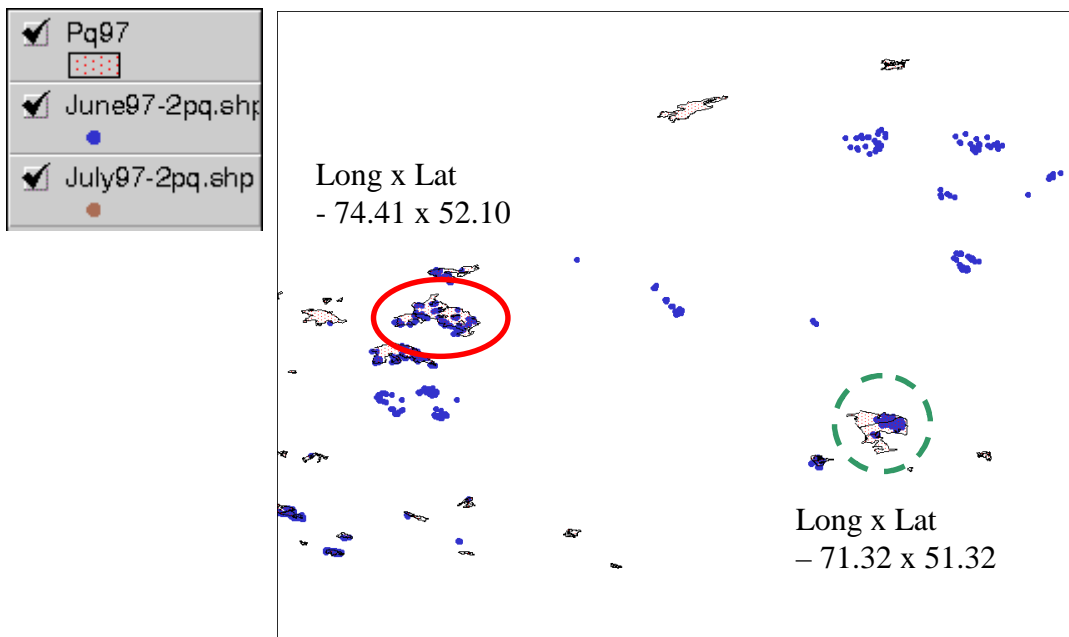 Pq97
June97-2pq.shp
July97-2pq.shp
Long x Lat
- 74.41 x 52.10
Long x Lat
– 71.32 x 51.32